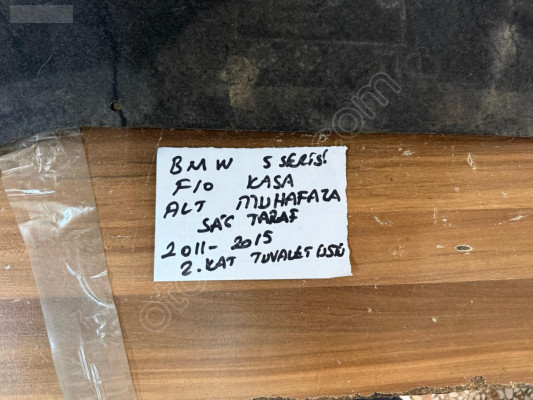 BMW 5 SERİSİ
F10 KASA
ALT MUHAFAZA
SAĞ TARAF
2011-2015
2.KAT TUVALET ÜSTÜ